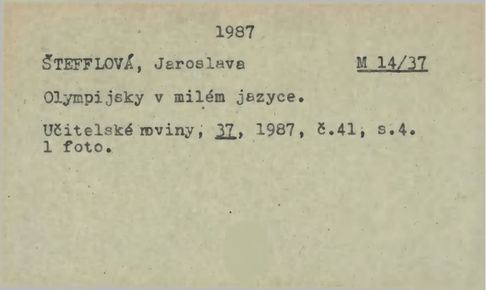 1987
ŠTEFFLOVÁ, Jaroslava M 14/37
Olympijsky v milém jazyce.
Učitelské noviny, 37, 1987, č.41, s.4.
1 foto.